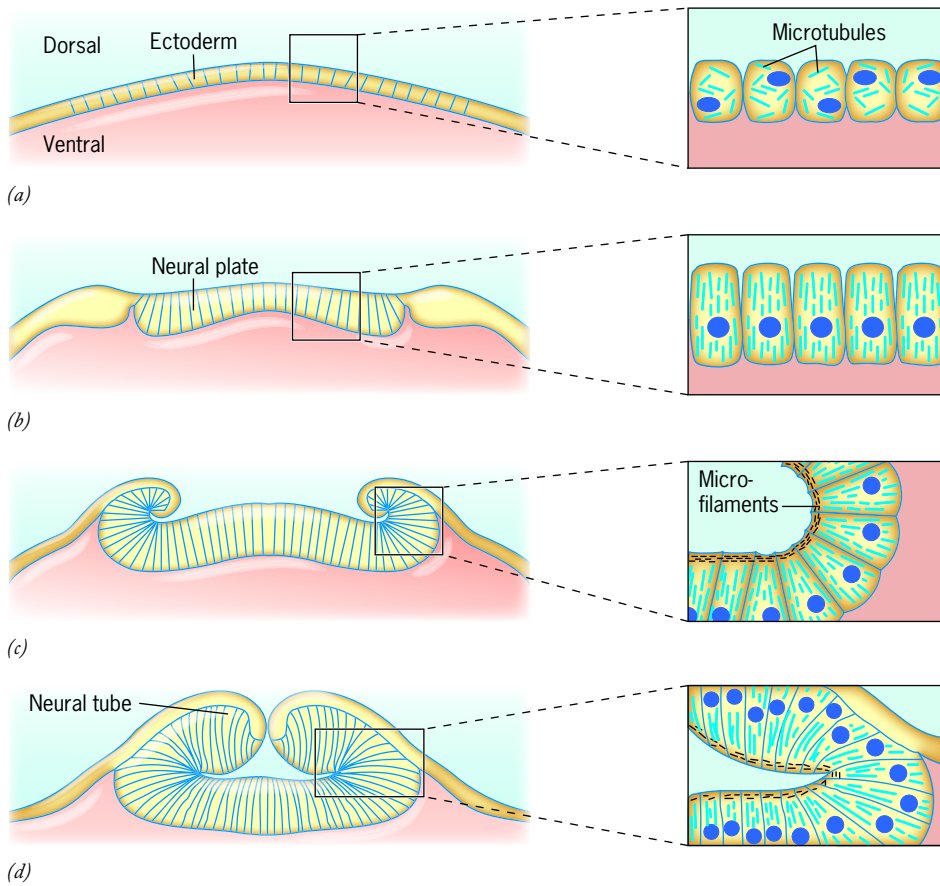 Dorsal
Ectoderm
Microtubules
Ventral
(a)
Neural plate
(b)
Micro-
filaments
(c)
Neural tube
(d)